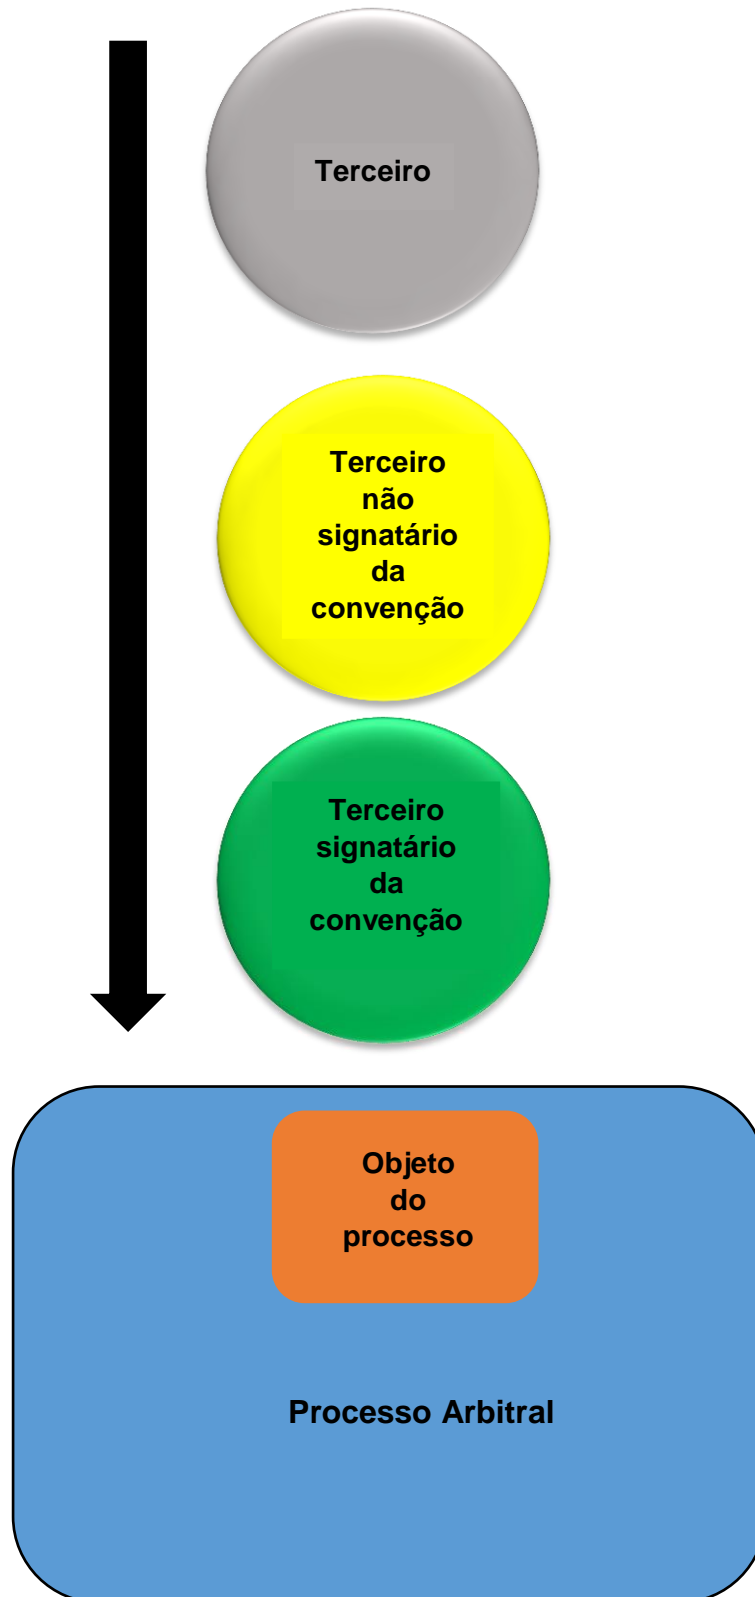 Terceiro
Terceiro
não
signatário
da
convenção
Terceiro
signatário
da
convenção
Objeto
do
processo
Processo Arbitral